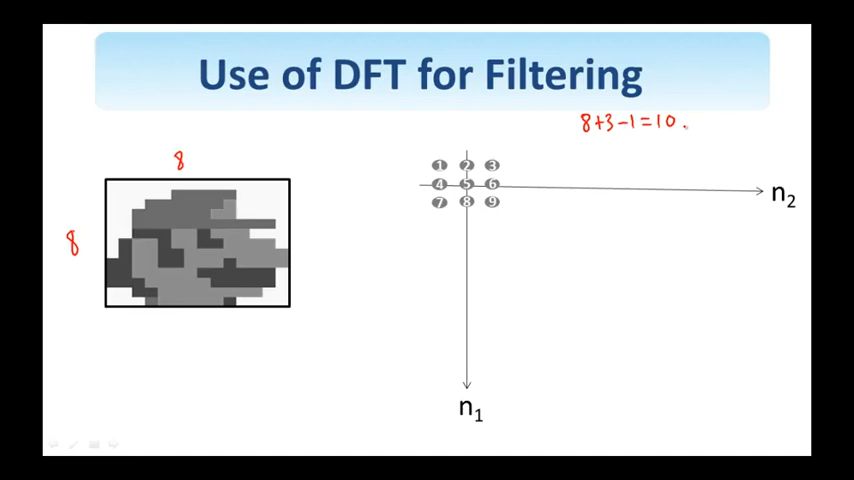 Use of DFT for Filtering
8+3-1=10.
8
8
1 2 3
4 5 6
7 8 9
n₂
n₁